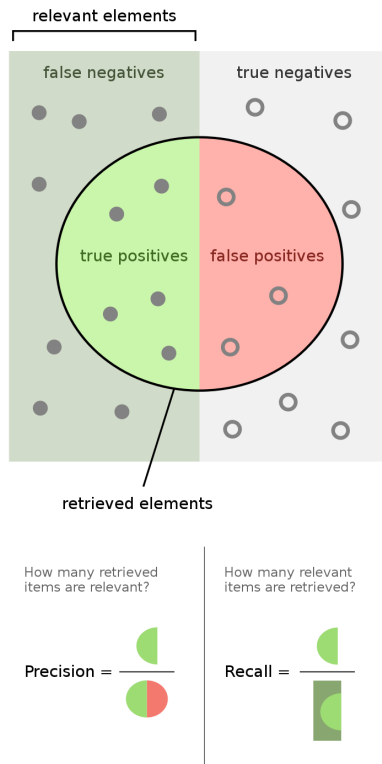 relevant elements
false negatives
true negatives
true positives
false positives
retrieved elements
How many retrieved
items are relevant?
Precision =
How many relevant
items are retrieved?
Recall =